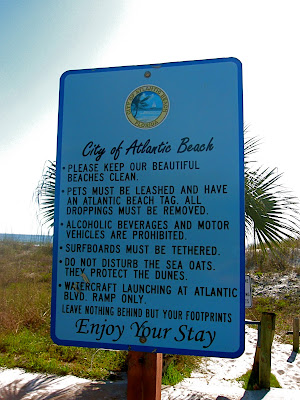 City of Atlantic Beach
• PLEASE KEEP OUR BEAUTIFUL
BEACHES CLEAN.
• PETS MUST BE LEASHED AND HAVE
AN ATLANTIC BEACH TAG. ALL
DROPPINGS MUST BE REMOVED.
• ALCOHOLIC BEVERAGES AND MOTOR
VEHICLES ARE PROHIBITED.
• SURFBOARDS MUST BE TETHERED.
• DO NOT DISTURB THE SEA OATS.
THEY PROTECT THE DUNES.
• WATERCRAFT LAUNCHING AT ATLANTIC
BLVD. RAMP ONLY.
LEAVE NOTHING BEHIND BUT YOUR FOOTPRINTS
Enjoy Your Stay